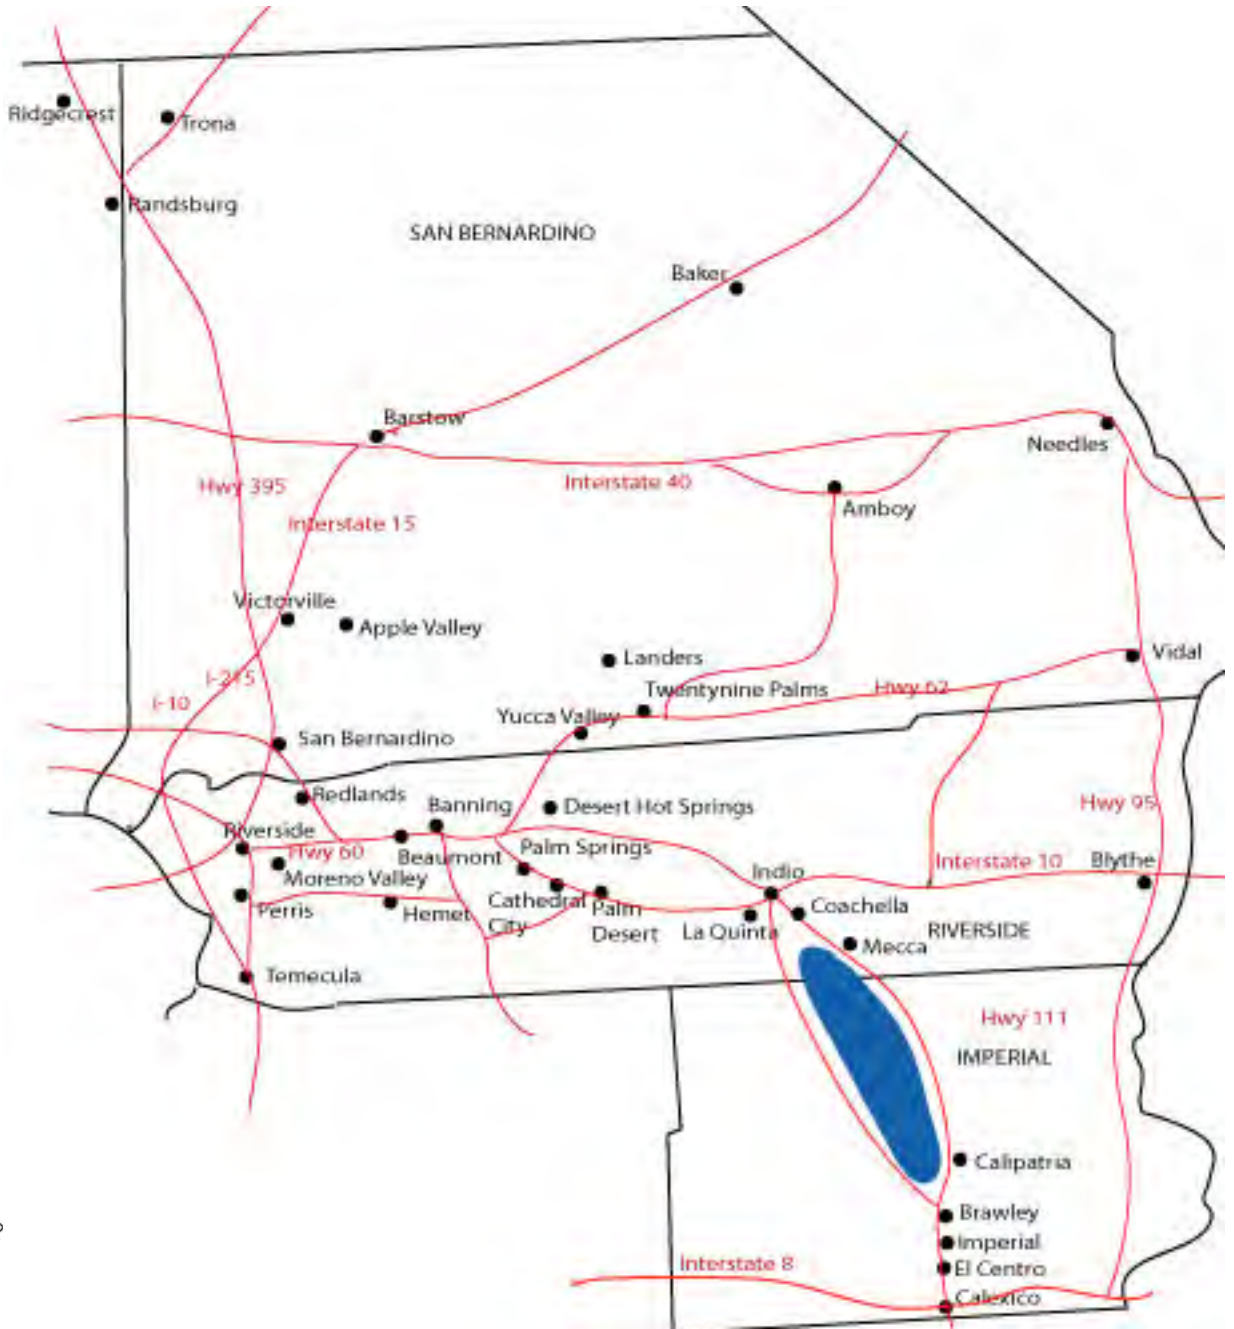 Ridgecrest
Trona
Randsburg
SAN BERNARDINO
Baker
Barstow
Needles
Hwy 395
Interstate 40
Amboy
Interstate 15
Victorville
Apple Valley
Landers
Vidal
I-215
Twentynine Palms
Hwy 62
I-10
Yucca Valley
San Bernardino
Redlands
Banning
Desert Hot Springs
Hwy 95
Riverside
Hwy 60
Beaumont
Palm Springs
Interstate 10
Blythe
Moreno Valley
Indio
Perris
Hemet
Cathedral
City
Palm
Desert
La Quinta
Coachella
RIVERSIDE
Mecca
Temecula
Hwy 111
IMPERIAL
Calipatria
Brawley
Imperial
Interstate 8
El Centro
Calexico